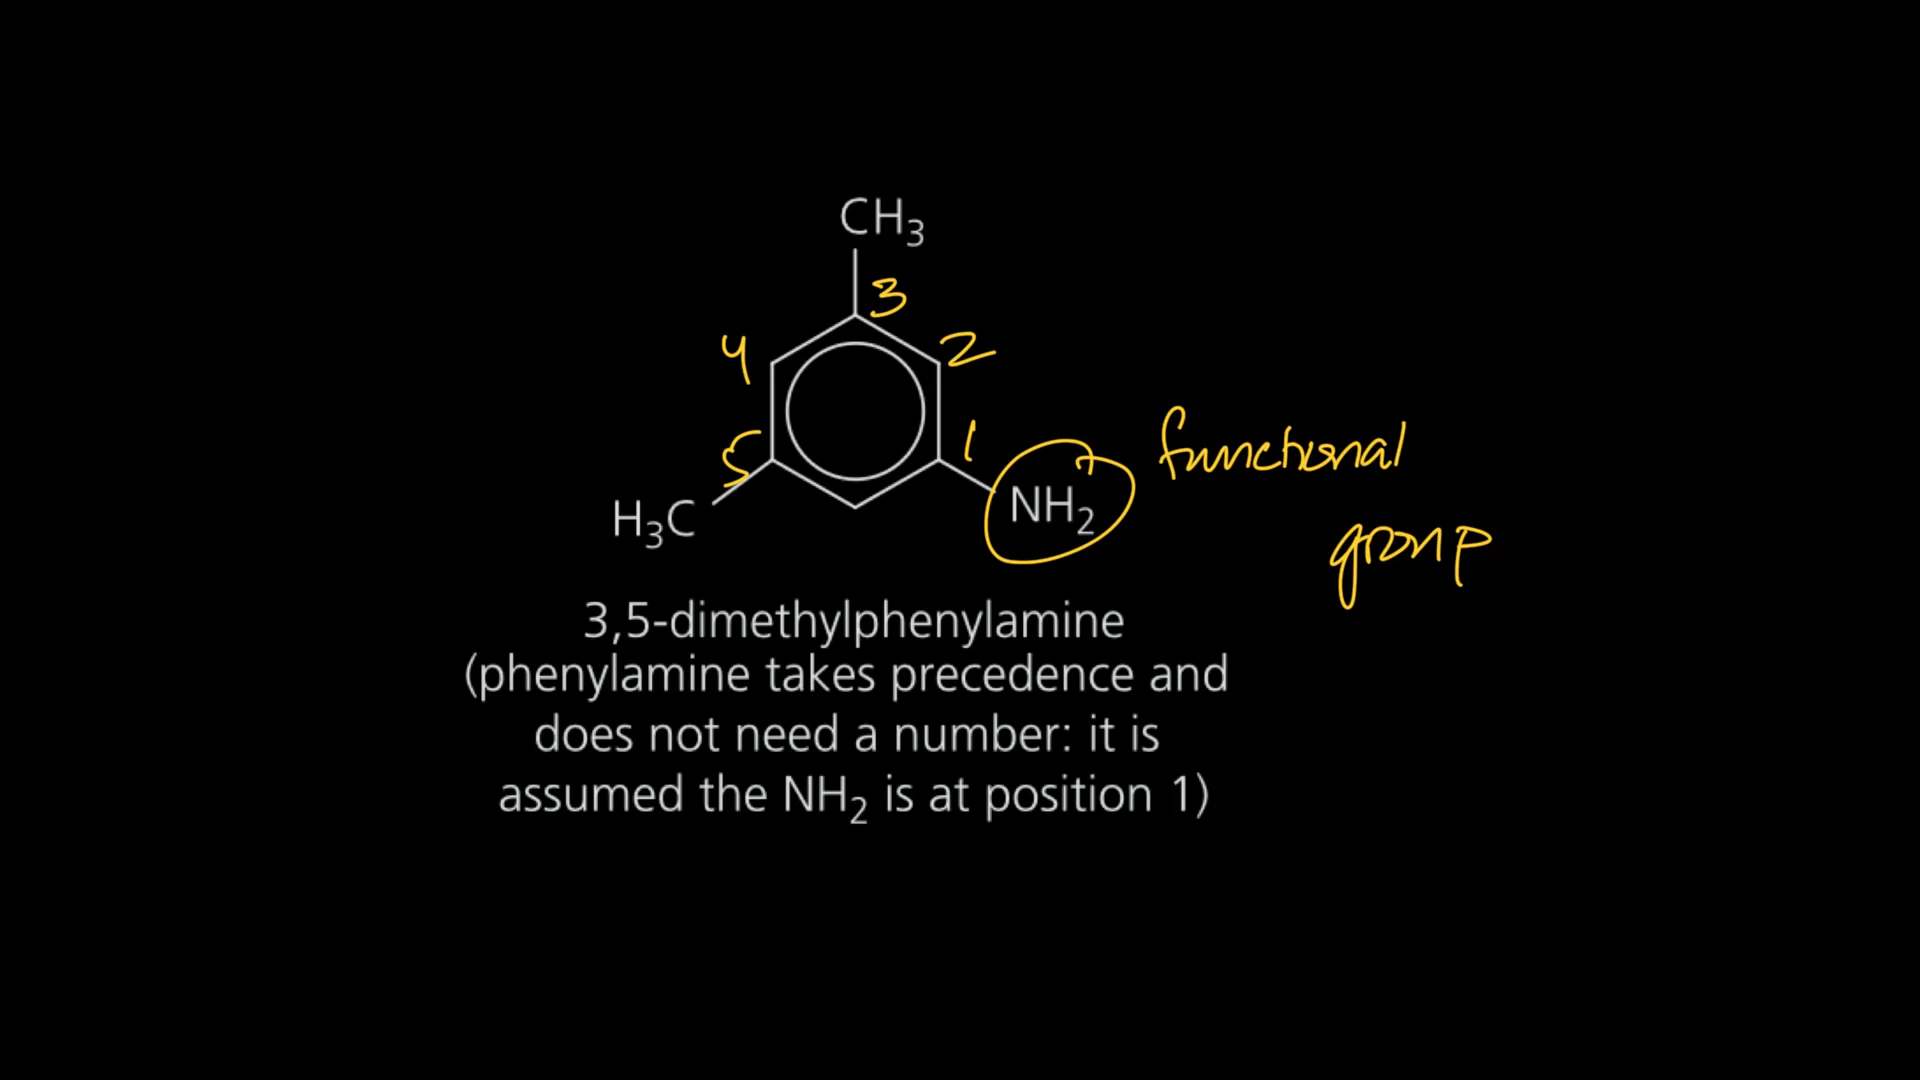 CH₃
3
4
2
5
1
functional
H₃C
NH₂
group
3,5-dimethylphenylamine
(phenylamine takes precedence and
does not need a number: it is
assumed the NH₂ is at position 1)